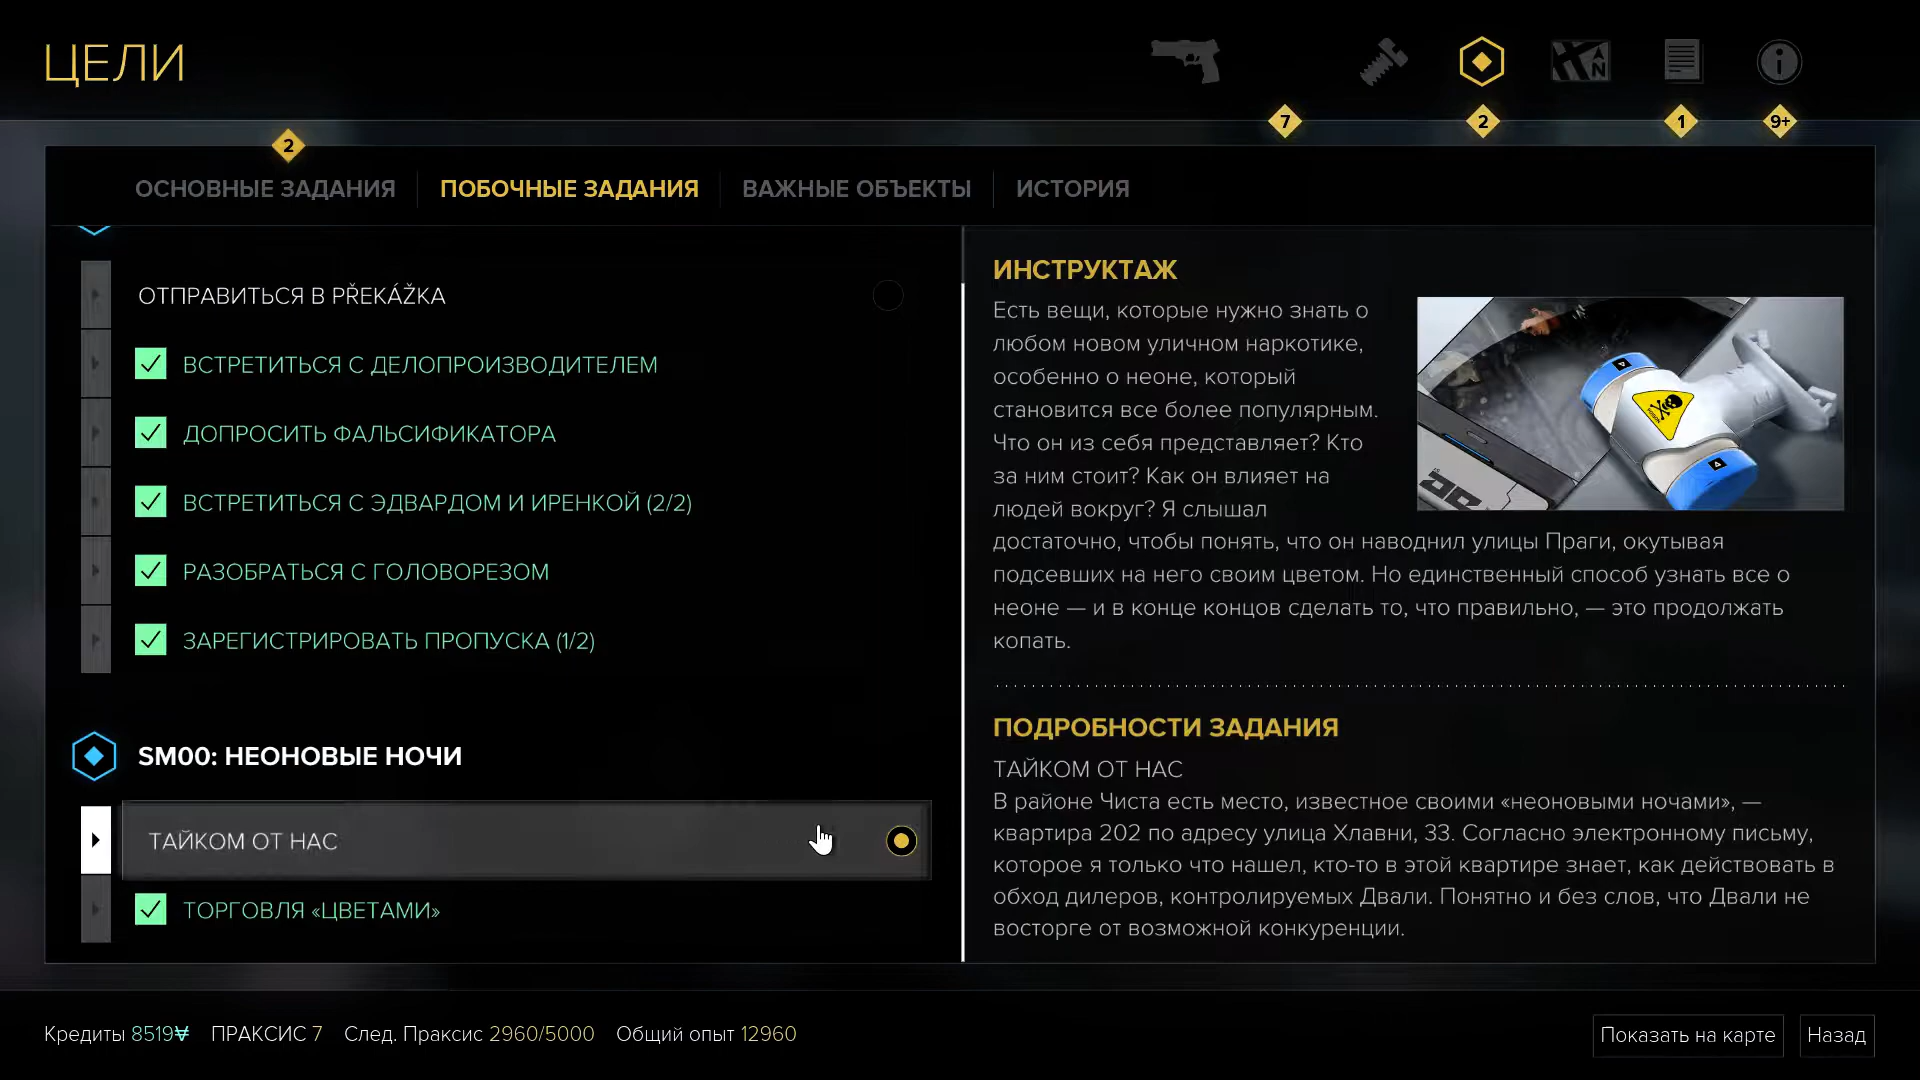 ЦЕЛИ
N
7
2
1
9+
2
ОСНОВНЫЕ ЗАДАНИЯ
ПОБОЧНЫЕ ЗАДАНИЯ
ВАЖНЫЕ ОБЪЕКТЫ
ИСТОРИЯ
ОТПРАВИТЬСЯ В PŘEKÁŽKA
ВСТРЕТИТЬСЯ С ДЕЛОПРОИЗВОДИТЕЛЕМ
ДОПРОСИТЬ ФАЛЬСИФИКАТОРА
ВСТРЕТИТЬСЯ С ЭДВАРДОМ И ИРЕНКОЙ (2/2)
РАЗОБРАТЬСЯ С ГОЛОВОРЕЗОМ
ЗАРЕГИСТРИРОВАТЬ ПРОПУСКА (1/2)
SM00: НЕОНОВЫЕ НОЧИ
ТАЙКОМ ОТ НАС
ТОРГОВЛЯ «ЦВЕТАМИ»
ИНСТРУКТАЖ
Есть вещи, которые нужно знать о
любом новом уличном наркотике,
особенно о неоне, который
становится все более популярным.
Что он из себя представляет? Кто
за ним стоит? Как он влияет на
людей вокруг? Я слышал
достаточно, чтобы понять, что он наводнил улицы Праги, окутывая
подсевших на него своим цветом. Но единственный способ узнать все о
неоне — и в конце концов сделать то, что правильно, — это продолжать
копать.
ПОДРОБНОСТИ ЗАДАНИЯ
ТАЙКОМ ОТ НАС
В районе Чиста есть место, известное своими «неоновыми ночами», —
квартира 202 по адресу улица Хлавни, 33. Согласно электронному письму,
которое я только что нашел, кто-то в этой квартире знает, как действовать в
обход дилеров, контролируемых Двали. Понятно и без слов, что Двали не
восторге от возможной конкуренции.
Кредиты 8519 ПРАКСИС 7 След. Праксис 2960/5000 Общий опыт 12960
Показать на карте
Назад